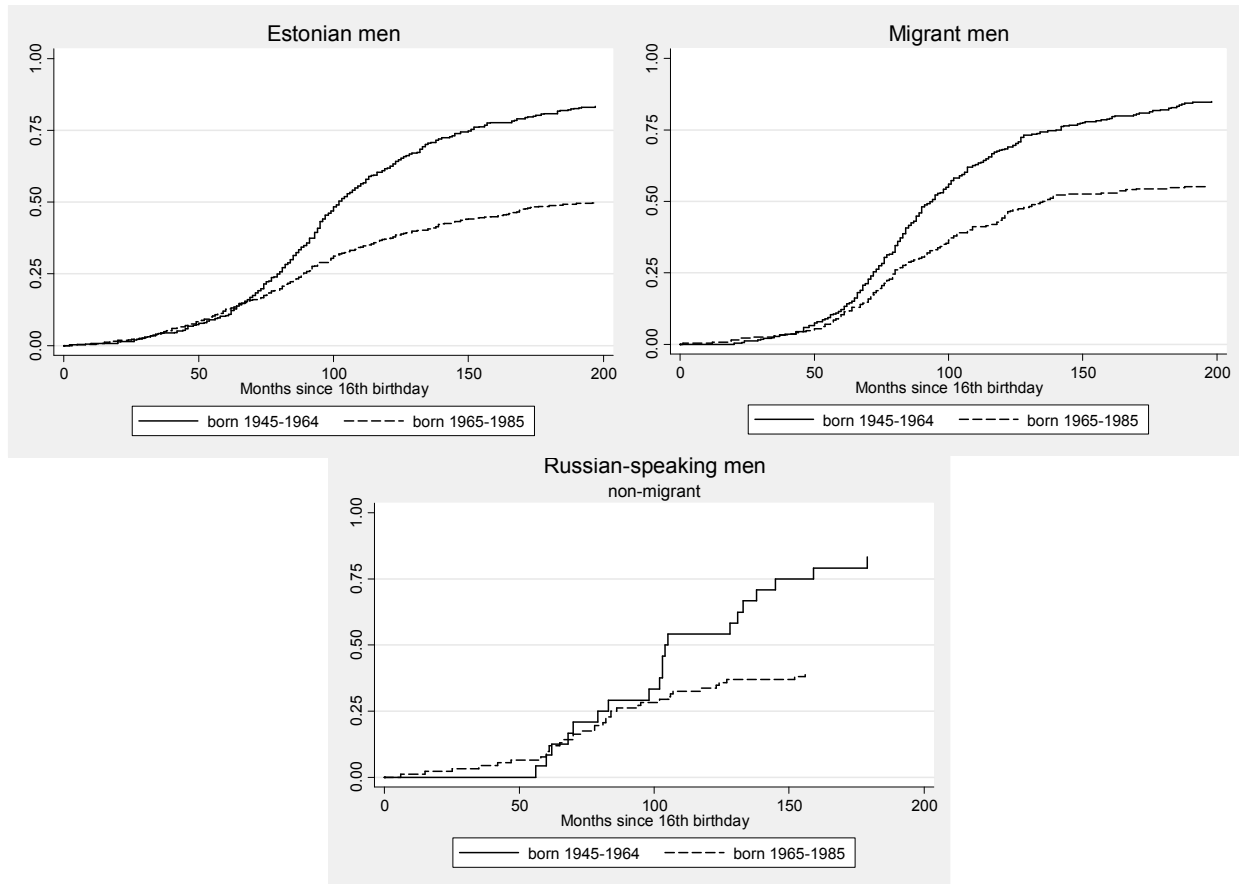 Estonian men
1.00
0.75
0.50
0.25
0.00
0 50 100 150 200
Months since 16th birthday
born 1945-1964 born 1965-1985
Migrant men
1.00
0.75
0.50
0.25
0.00
0 50 100 150 200
Months since 16th birthday
born 1945-1964 born 1965-1985
Russian-speaking men
non-migrant
1.00
0.75
0.50
0.25
0.00
0 50 100 150 200
Months since 16th birthday
born 1945-1964 born 1965-1985